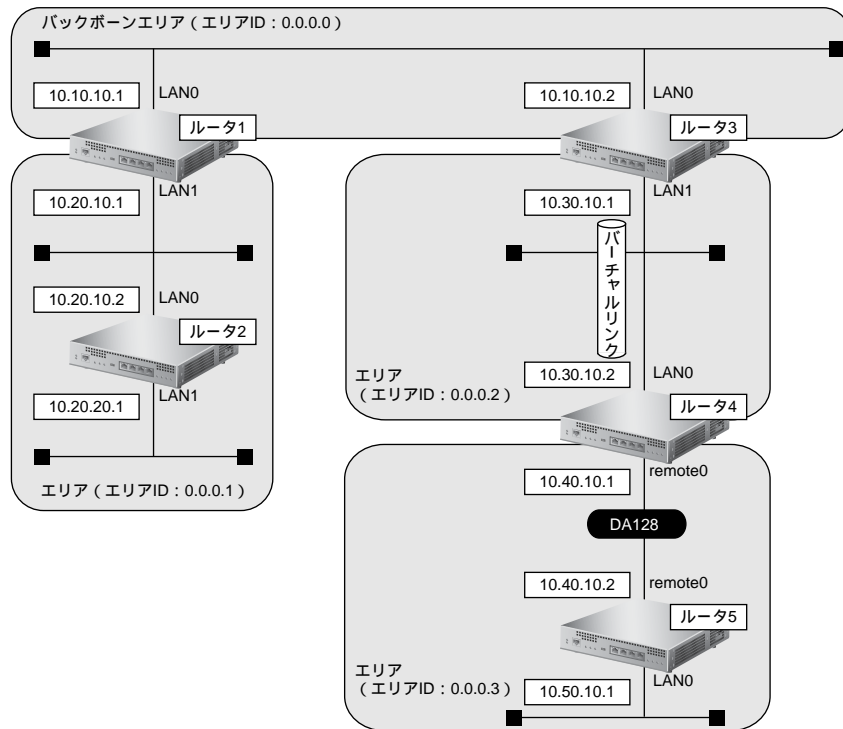 バックボーンエリア（エリアID：0.0.0.0）
10.10.10.1
LAN0
ルータ1
10.10.10.2
LAN0
ルータ3
LAN1
10.20.10.1
10.20.10.2
LAN0
ルータ2
LAN1
10.20.20.1
エリア（エリアID：0.0.0.1）
LAN1
10.30.10.1
バーチャルリンク
10.30.10.2
LAN0
エリア
（エリアID：0.0.0.2）
ルータ4
remote0
10.40.10.1
DA128
10.40.10.2
remote0
ルータ5
エリア
（エリアID：0.0.0.3）
LAN0
10.50.10.1